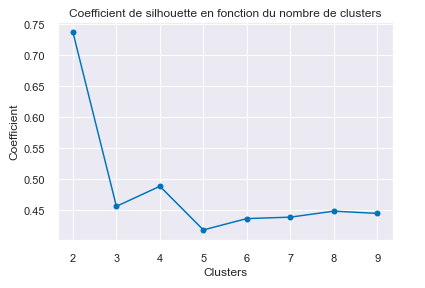 Coefficient de silhouette en fonction du nombre de clusters
0.75
0.70
0.65
0.60
0.55
0.50
0.45
Coefficient
2 3 4 5 6 7 8 9
Clusters